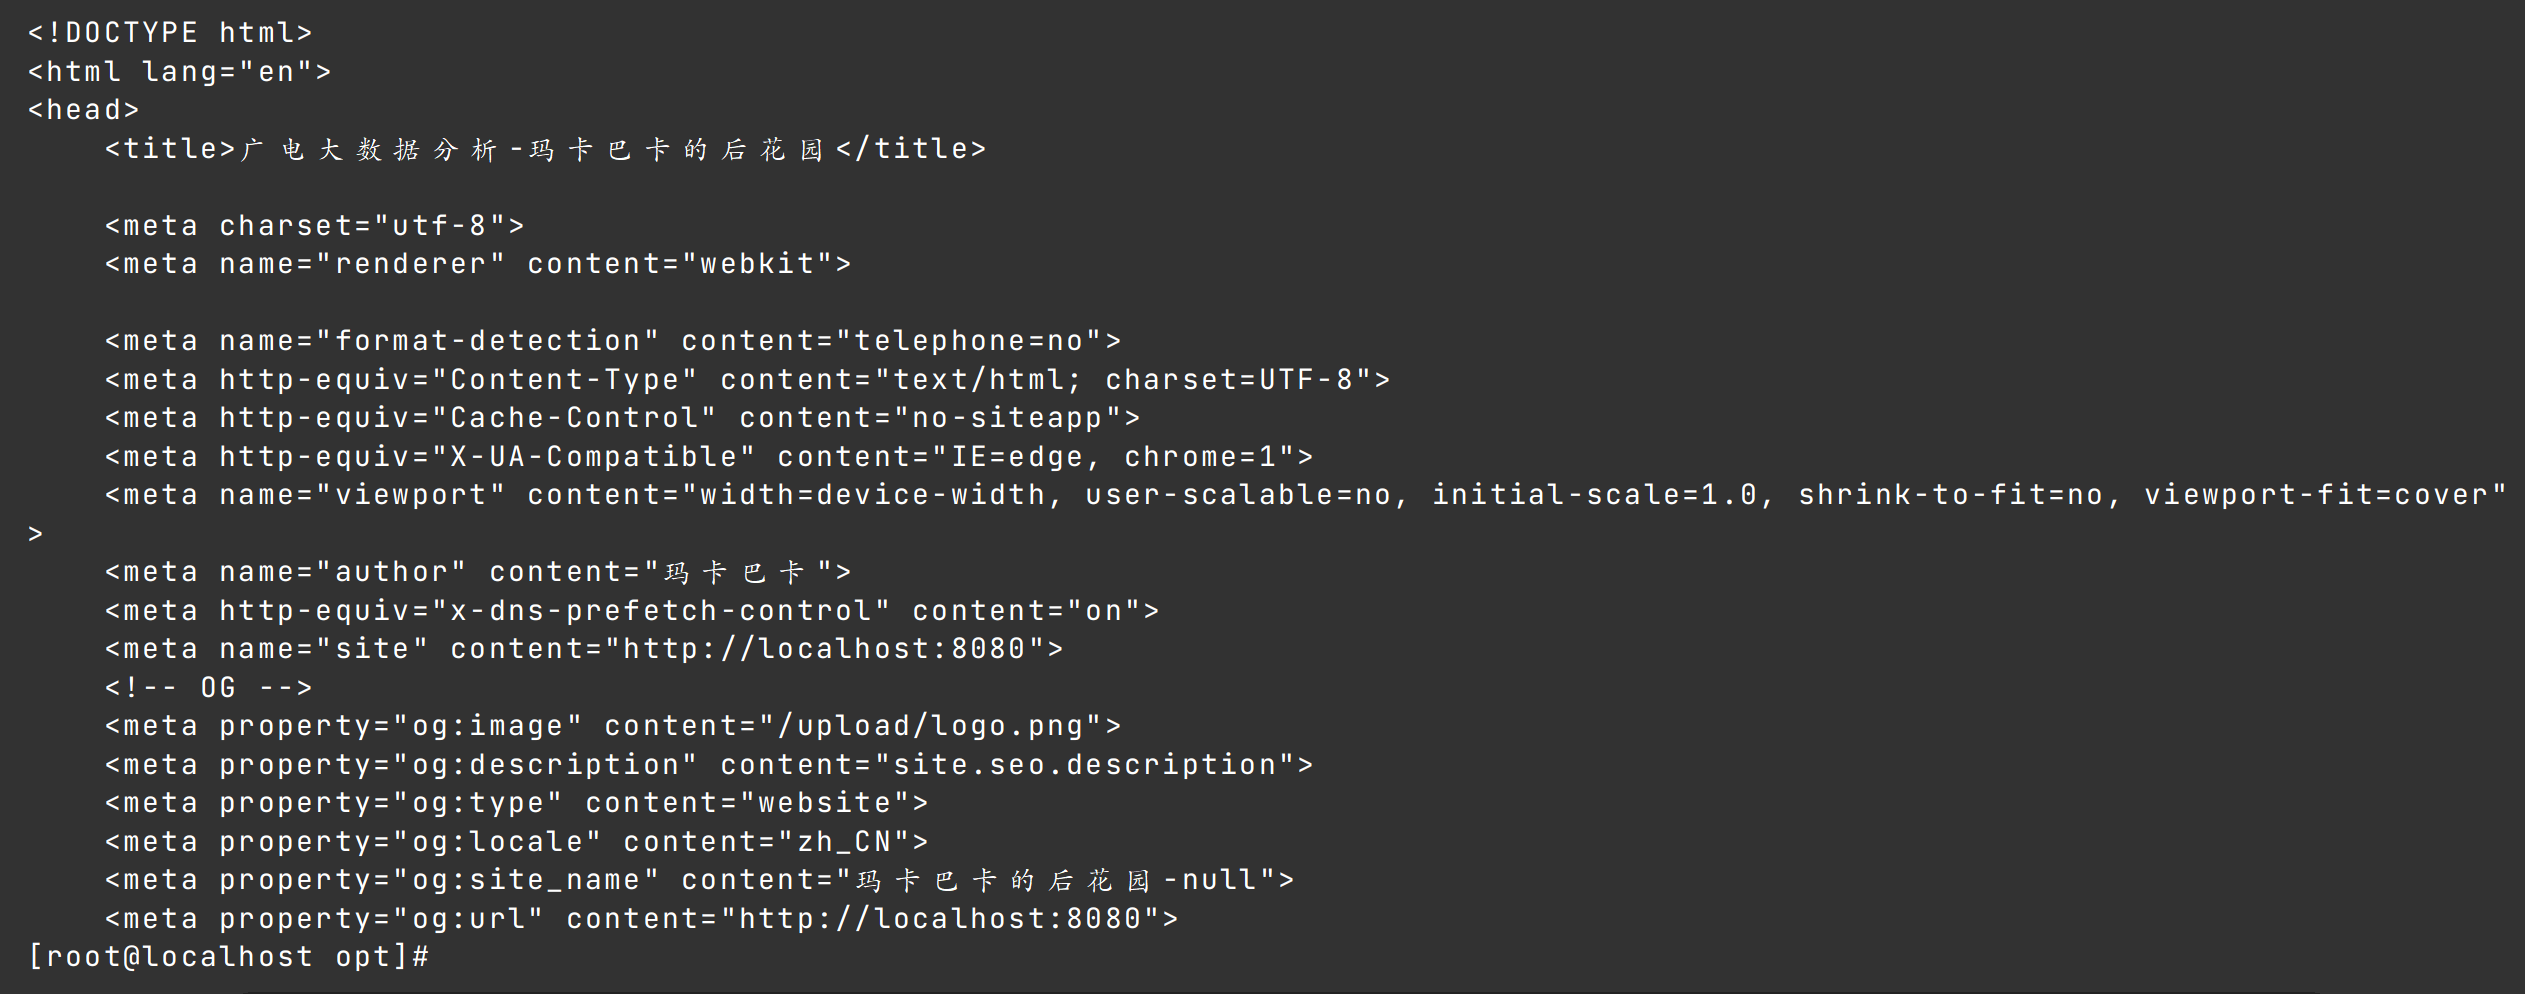 <!DOCTYPE html>
<html lang="en">
<head>
    <title>广电大数据分析-玛卡巴卡的后花园</title>

    <meta charset="utf-8">
    <meta name="renderer" content="webkit">

    <meta name="format-detection" content="telephone=no">
    <meta http-equiv="Content-Type" content="text/html; charset=UTF-8">
    <meta http-equiv="Cache-Control" content="no-siteapp">
    <meta http-equiv="X-UA-Compatible" content="IE=edge, chrome=1">
    <meta name="viewport" content="width=device-width, user-scalable=no, initial-scale=1.0, shrink-to-fit=no, viewport-fit=cover"
>
    <meta name="author" content="玛卡巴卡">
    <meta http-equiv="x-dns-prefetch-control" content="on">
    <meta name="site" content="http://localhost:8080">
    <!-- OG -->
    <meta property="og:image" content="/upload/logo.png">
    <meta property="og:description" content="site.seo.description">
    <meta property="og:type" content="website">
    <meta property="og:locale" content="zh_CN">
    <meta property="og:site_name" content="玛卡巴卡的后花园-null">
    <meta property="og:url" content="http://localhost:8080">
[root@localhost opt]#